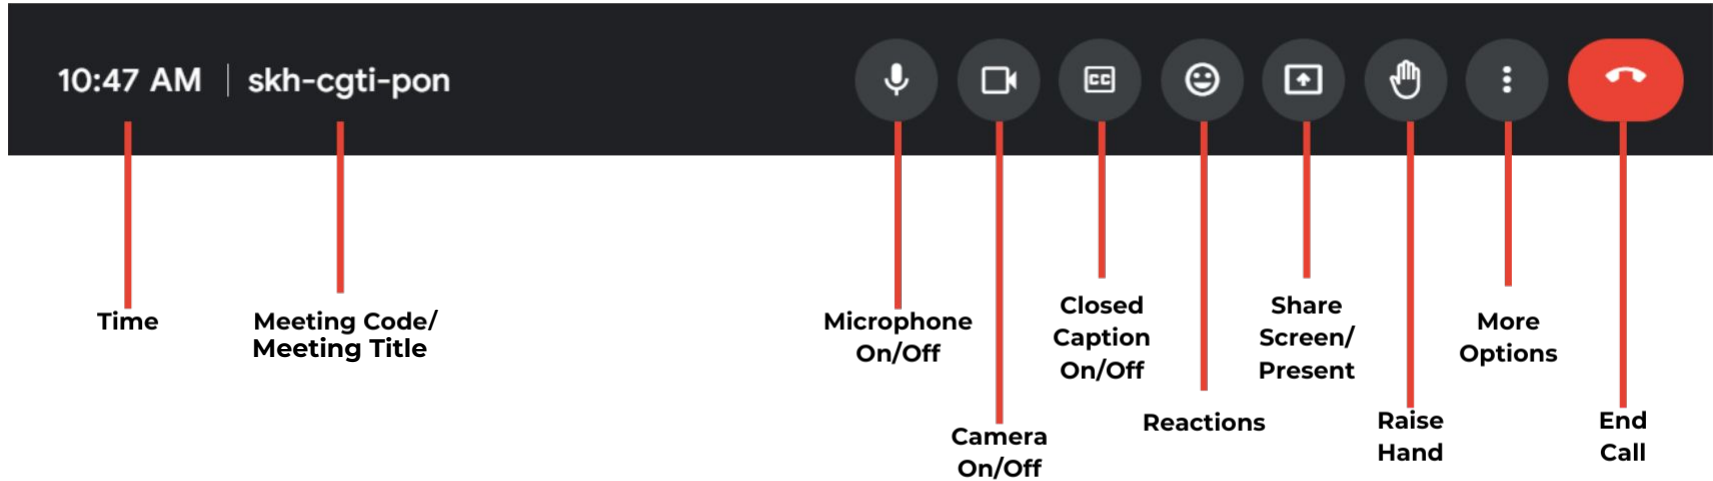 10:47 AM | skh-cgti-pon
CC
Time
Meeting Code/
Meeting Title
Microphone
On/Off
Camera
On/Off
Closed
Caption
On/Off
Reactions
Share
Screen/
Present
Raise
Hand
More
Options
End
Call